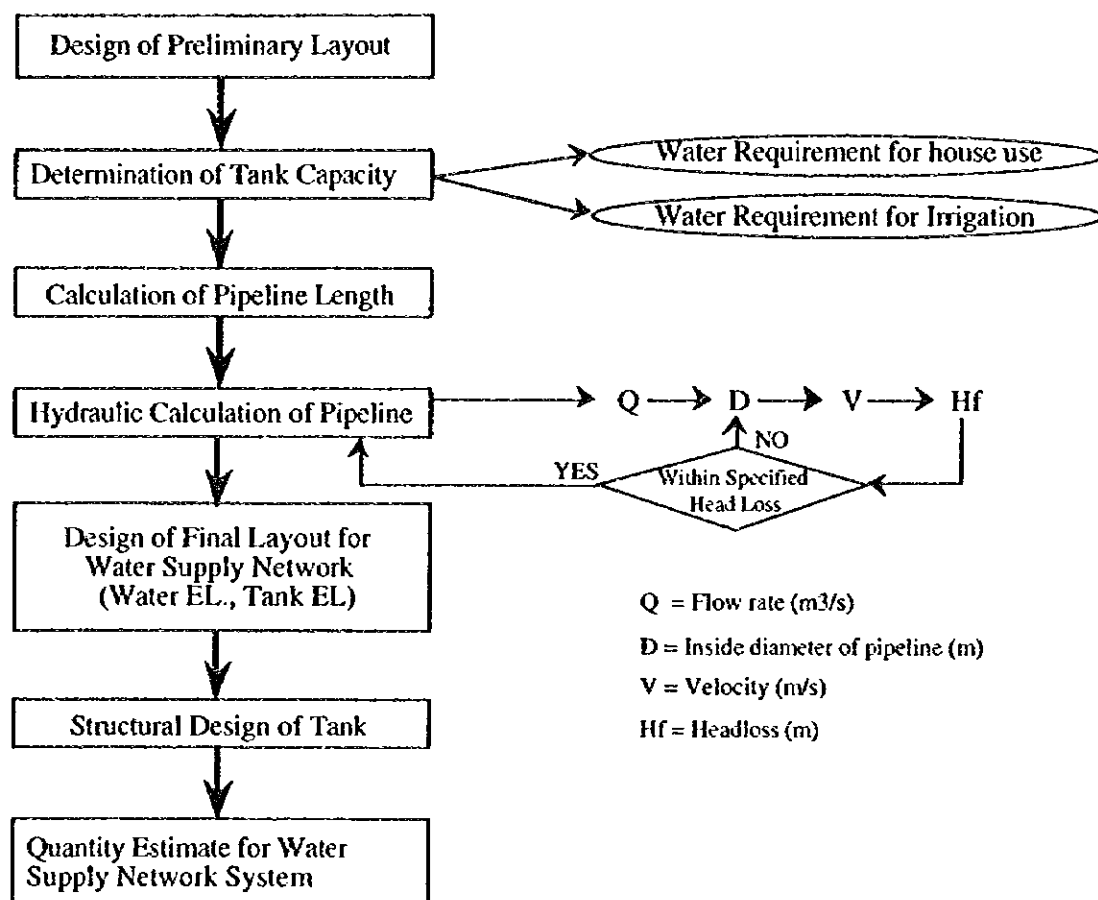 Design of Preliminary Layout
Determination of Tank Capacity
Water Requirement for house use
Water Requirement for Irrigation
Calculation of Pipeline Length
Hydraulic Calculation of Pipeline
Q
D
V
Hf
NO
YES
Within Specified
Head Loss
Design of Final Layout for
Water Supply Network
(Water EL., Tank EL)
Q = Flow rate (m3/s)
D = Inside diameter of pipeline (m)
V = Velocity (m/s)
Hf = Headloss (m)
Structural Design of Tank
Quantity Estimate for Water
Supply Network System